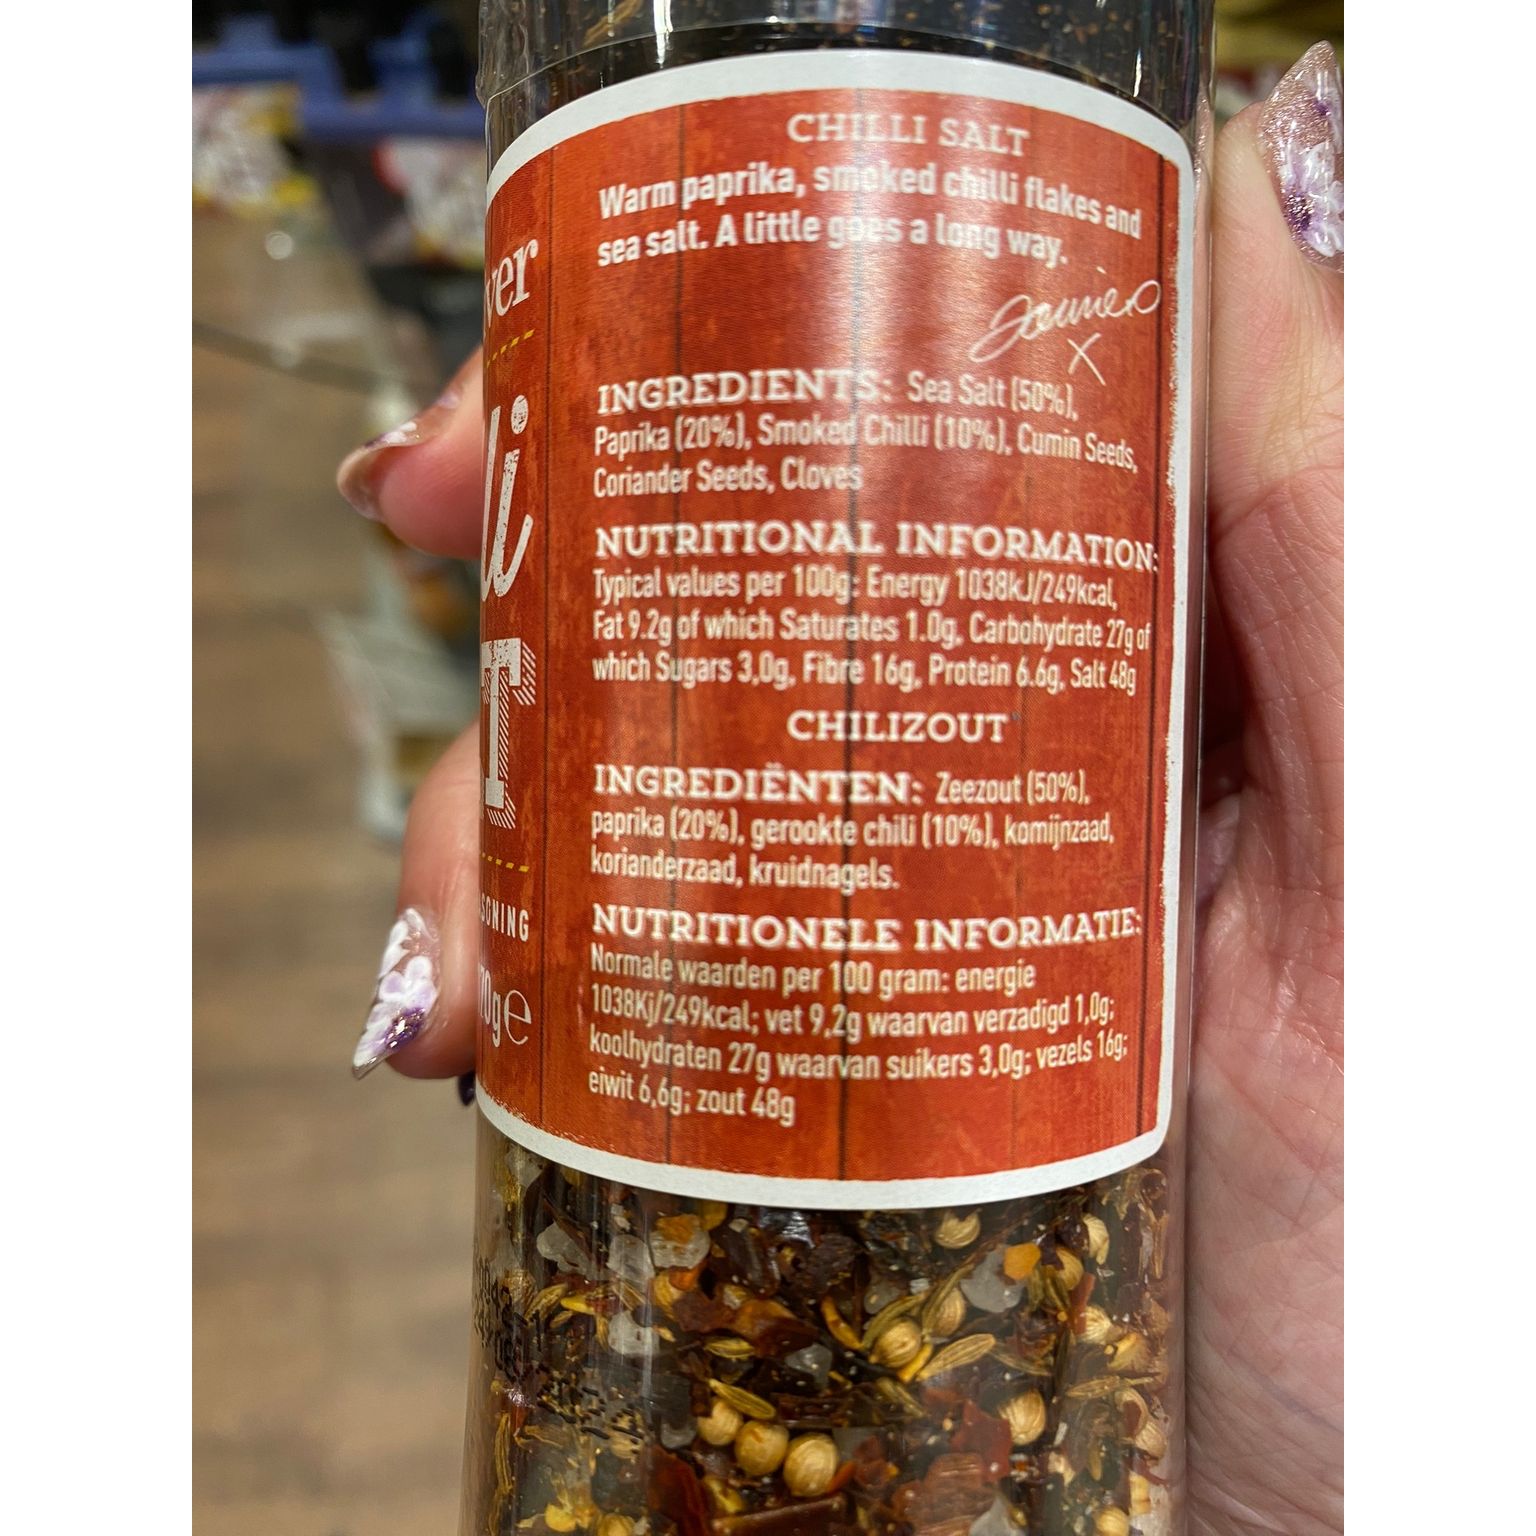 CHILLI SALT
Warm paprika, smoked chilli flakes and
sea salt. A little goes a long way.
Jamie O
X
INGREDIENTS: Sea Salt (50%),
Paprika (20%), Smoked Chilli (10%), Cumin Seeds,
Coriander Seeds, Cloves
NUTRITIONAL INFORMATION:
Typical values per 100g: Energy 1038kJ/249kcal,
Fat 9.2g of which Saturates 1.0g, Carbohydrate 27g of
which Sugars 3,0g, Fibre 16g, Protein 6.6g, Salt 48g
CHILIZOUT
INGREDIËNTEN: Zeezout (50%),
paprika (20%), gerookte chili (10%), komijnzaad,
korianderzaad, kruidnagels.
NUTRITIONELE INFORMATIE:
Normale waarden per 100 gram: energie
1038Kj/249kcal; vet 9,2g waarvan verzadigd 1,0g;
koolhydraten 27g waarvan suikers 3,0g; vezels 16g;
eiwit 6,6g; zout 48g